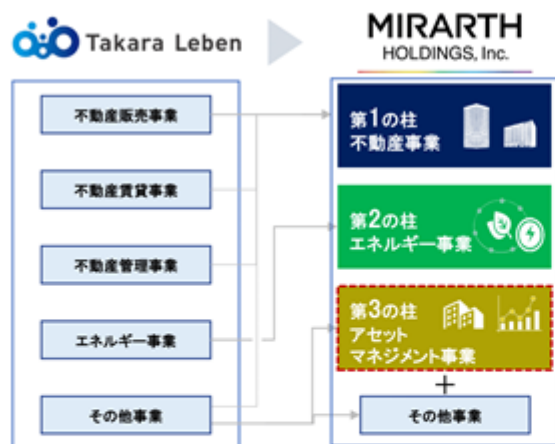 Takara Leben
MIRARTH
HOLDINGS, Inc.
不動産販売事業
不動産賃貸事業
不動産管理事業
エネルギー事業
その他事業
第1の柱
不動産事業
第2の柱
エネルギー事業
第3の柱
アセット
マネジメント事業
+
その他事業